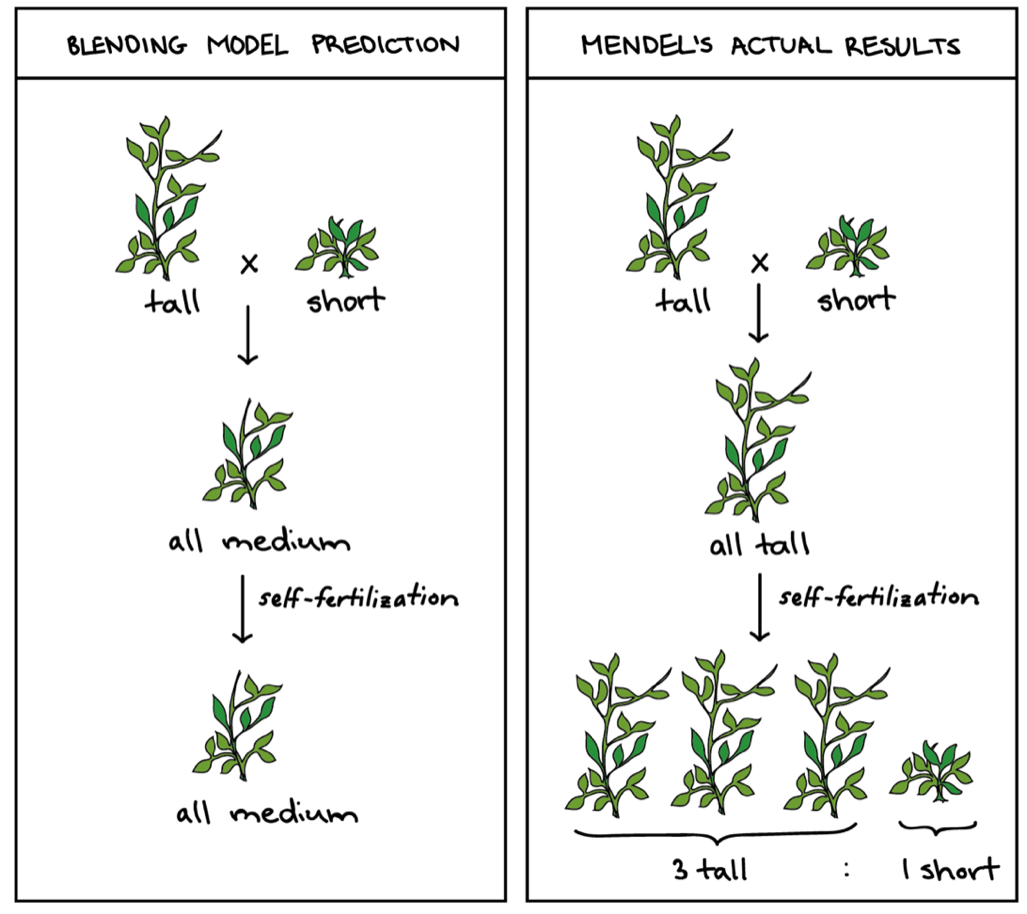 BLENDING MODEL PREDICTION
tall x short
all medium
self-fertilization
all medium
MENDEL'S ACTUAL RESULTS
tall x short
all tall
self-fertilization
3 tall : 1 short